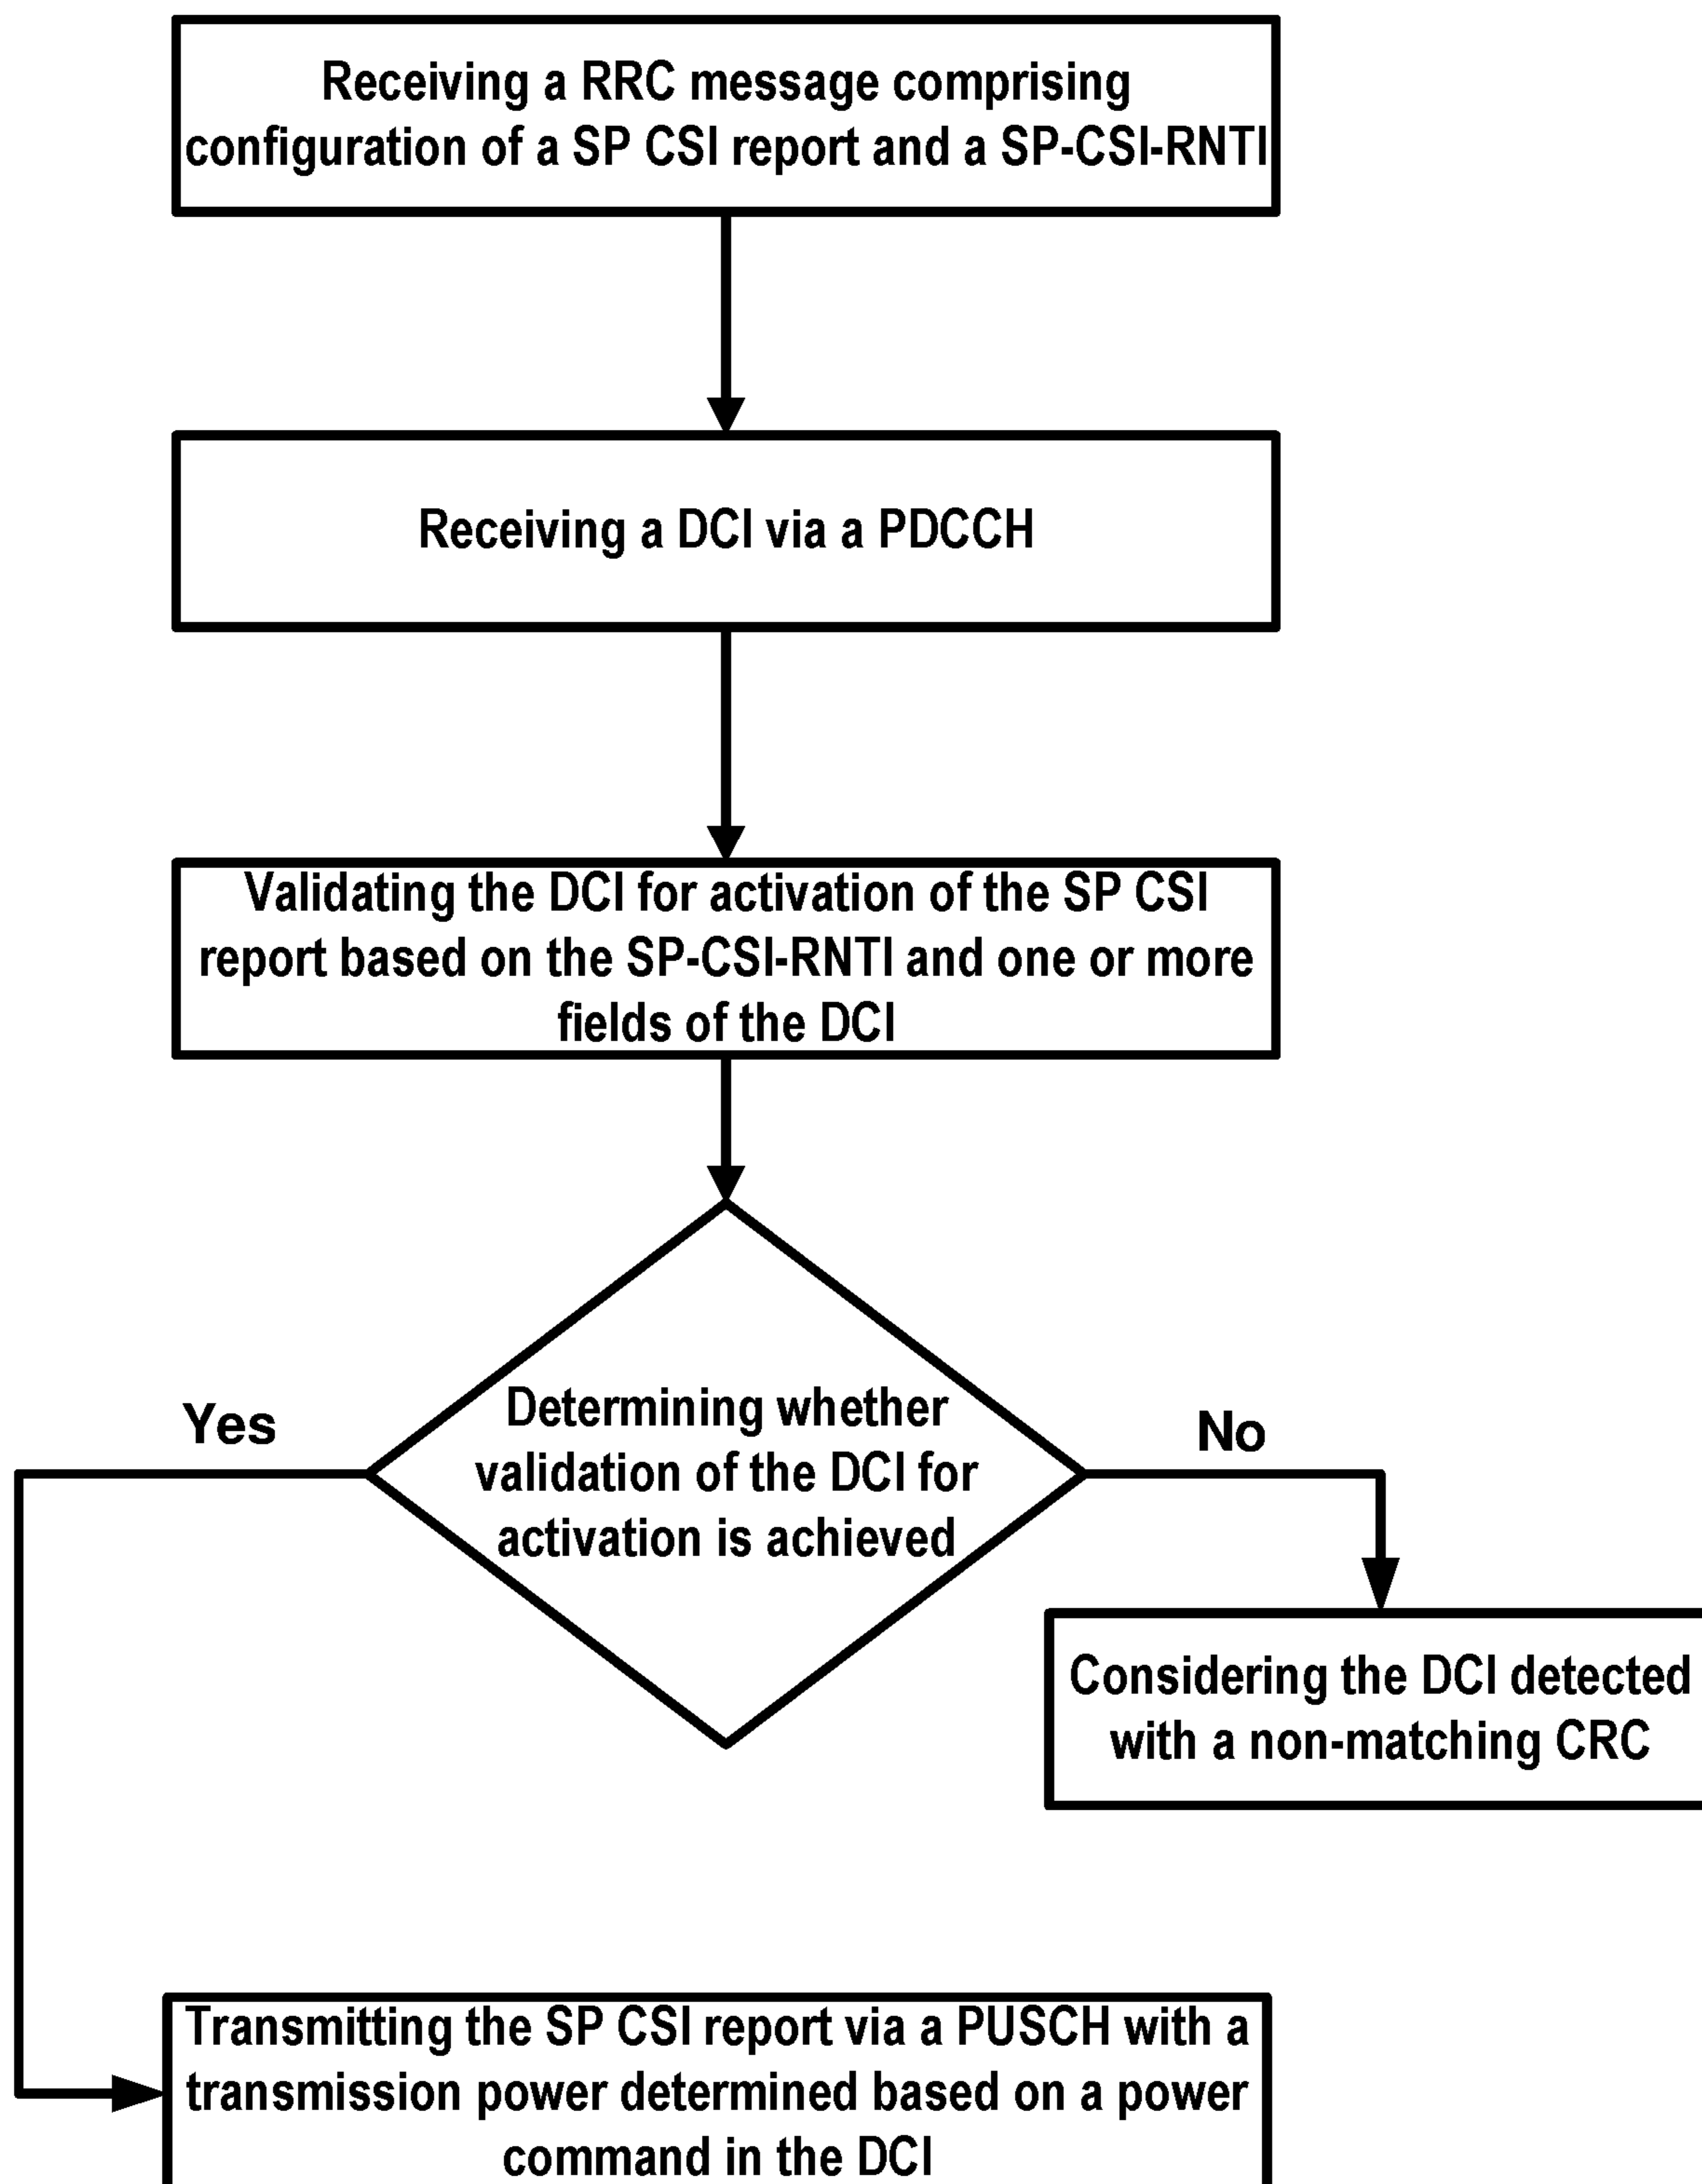 Receiving a RRC message comprising
configuration of a SP CSI report and a SP-CSI-RNTI
Receiving a DCI via a PDCCH
Validating the DCI for activation of the SP CSI
report based on the SP-CSI-RNTI and one or more
fields of the DCI
Determining whether
validation of the DCI for
activation is achieved
Yes
No
Considering the DCI detected
with a non-matching CRC
Transmitting the SP CSI report via a PUSCH with a
transmission power determined based on a power
command in the DCI